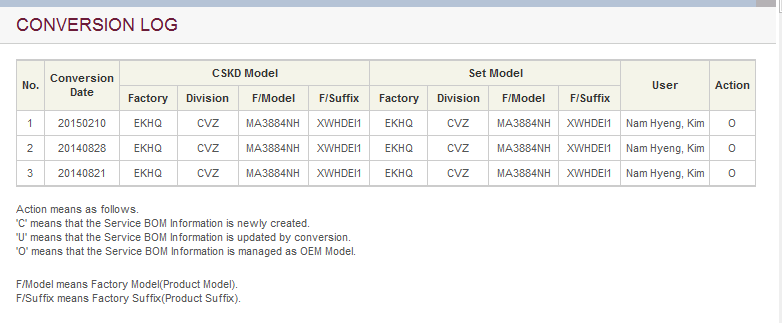 CONVERSION LOG
No. Conversion Date CSKD Model Set Model User Action
Factory Division F/Model F/Suffix Factory Division F/Model F/Suffix
1 20150210 EKHQ CVZ MA3884NH XWHDEI1 EKHQ CVZ MA3884NH XWHDEI1 Nam Hyeng, Kim O
2 20140828 EKHQ CVZ MA3884NH XWHDEI1 EKHQ CVZ MA3884NH XWHDEI1 Nam Hyeng, Kim O
3 20140821 EKHQ CVZ MA3884NH XWHDEI1 EKHQ CVZ MA3884NH XWHDEI1 Nam Hyeng, Kim O
Action means as follows.
'C' means that the Service BOM Information is newly created.
'U' means that the Service BOM Information is updated by conversion.
'O' means that the Service BOM Information is managed as OEM Model.
F/Model means Factory Model(Product Model).
F/Suffix means Factory Suffix(Product Suffix).